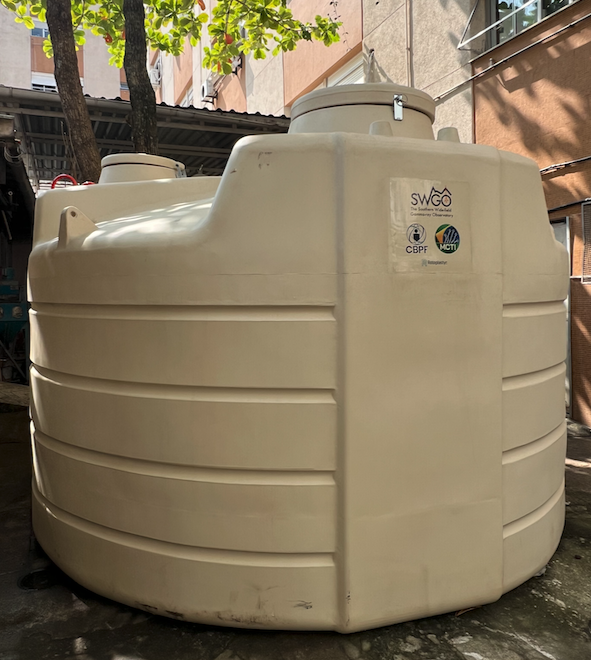 SWGO
The Southern Wide-field
Gamma-ray Observatory
CBPF
MCTI